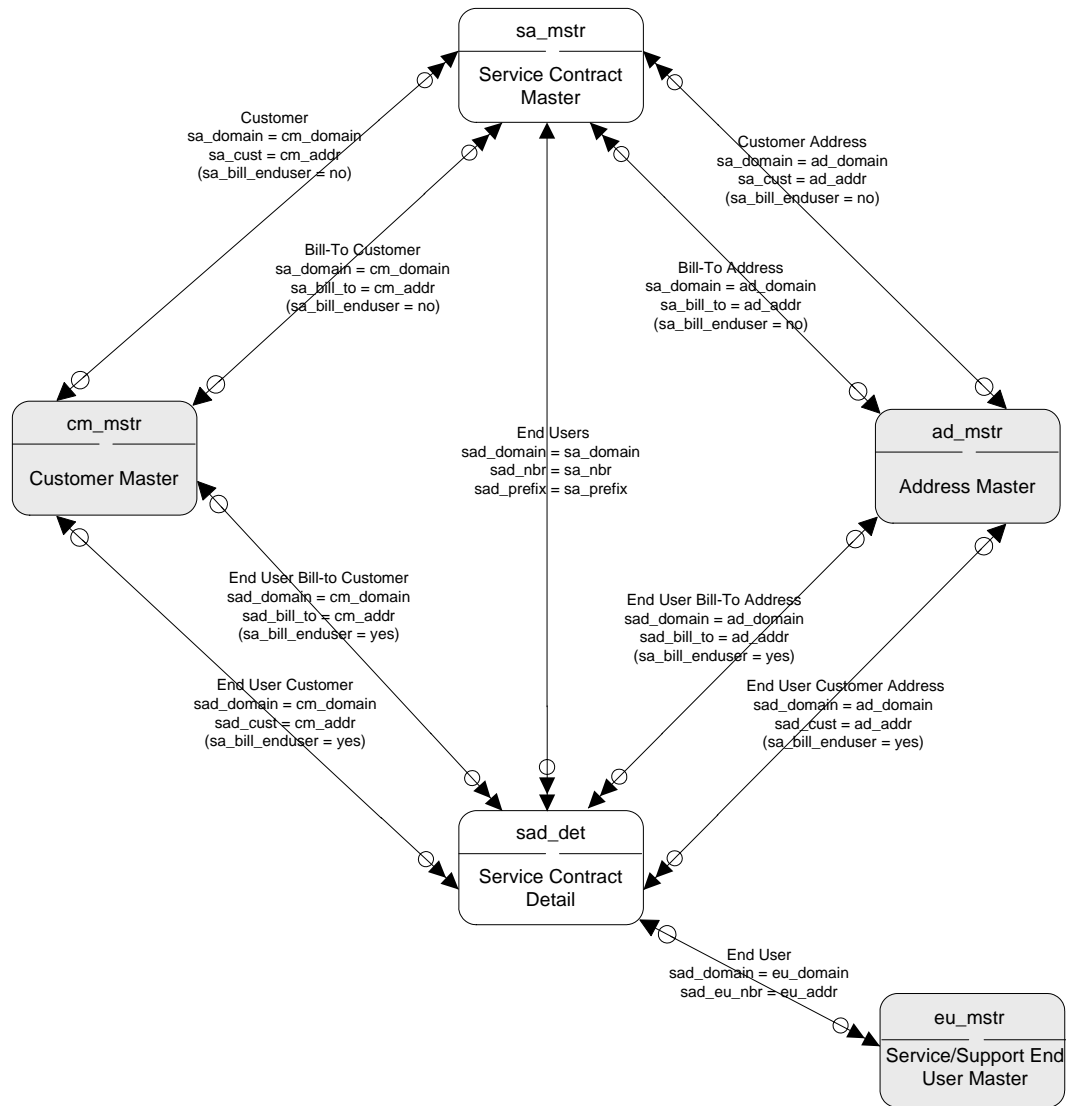 sa_mstr
Service Contract
Master
Customer
sa_domain = cm_domain
sa_cust = cm_addr
(sa_bill_enduser = no)
Customer Address
sa_domain = ad_domain
sa_cust = ad_addr
(sa_bill_enduser = no)
Bill-To Customer
sa_domain = cm_domain
sa_bill_to = cm_addr
(sa_bill_enduser = no)
Bill-To Address
sa_domain = ad_domain
sa_bill_to = ad_addr
(sa_bill_enduser = no)
cm_mstr
Customer Master
End Users
sad_domain = sa_domain
sad_nbr = sa_nbr
sad_prefix = sa_prefix
ad_mstr
Address Master
End User Bill-to Customer
sad_domain = cm_domain
sad_bill_to = cm_addr
(sa_bill_enduser = yes)
End User Bill-To Address
sad_domain = ad_domain
sad_bill_to = ad_addr
(sa_bill_enduser = yes)
End User Customer
sad_domain = cm_domain
sad_cust = cm_addr
(sa_bill_enduser = yes)
End User Customer Address
sad_domain = ad_domain
sad_cust = ad_addr
(sa_bill_enduser = yes)
sad_det
Service Contract
Detail
End User
sad_domain = eu_domain
sad_eu_nbr = eu_addr
eu_mstr
Service/Support End
User Master